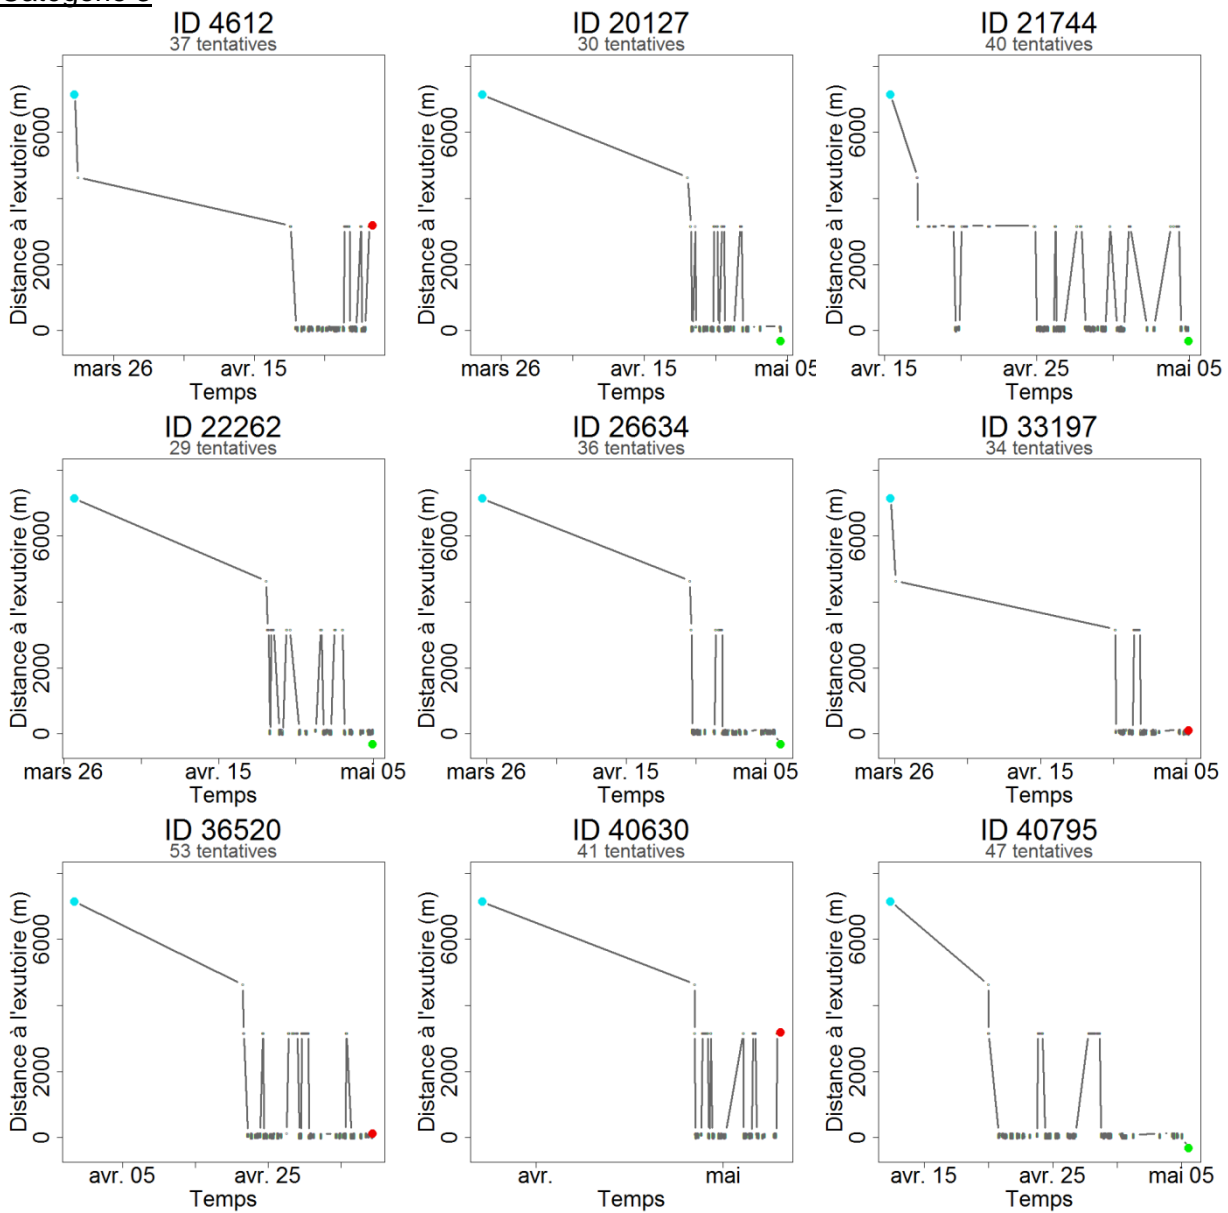 ID 4612
37 tentatives
Distance à l'exutoire (m)
6000
2000
0
mars 26
avr. 15
Temps
ID 20127
30 tentatives
Distance à l'exutoire (m)
6000
2000
0
mars 26
avr. 15
mai 05
Temps
ID 21744
40 tentatives
Distance à l'exutoire (m)
6000
2000
0
avr. 15
avr. 25
mai 05
Temps
ID 22262
29 tentatives
Distance à l'exutoire (m)
6000
2000
0
mars 26
avr. 15
mai 05
Temps
ID 26634
36 tentatives
Distance à l'exutoire (m)
6000
2000
0
mars 26
avr. 15
mai 05
Temps
ID 33197
34 tentatives
Distance à l'exutoire (m)
6000
2000
0
mars 26
avr. 15
mai 05
Temps
ID 36520
53 tentatives
Distance à l'exutoire (m)
6000
2000
0
avr. 05
avr. 25
Temps
ID 40630
41 tentatives
Distance à l'exutoire (m)
6000
2000
0
avr.
mai
Temps
ID 40795
47 tentatives
Distance à l'exutoire (m)
6000
2000
0
avr. 15
avr. 25
mai 05
Temps